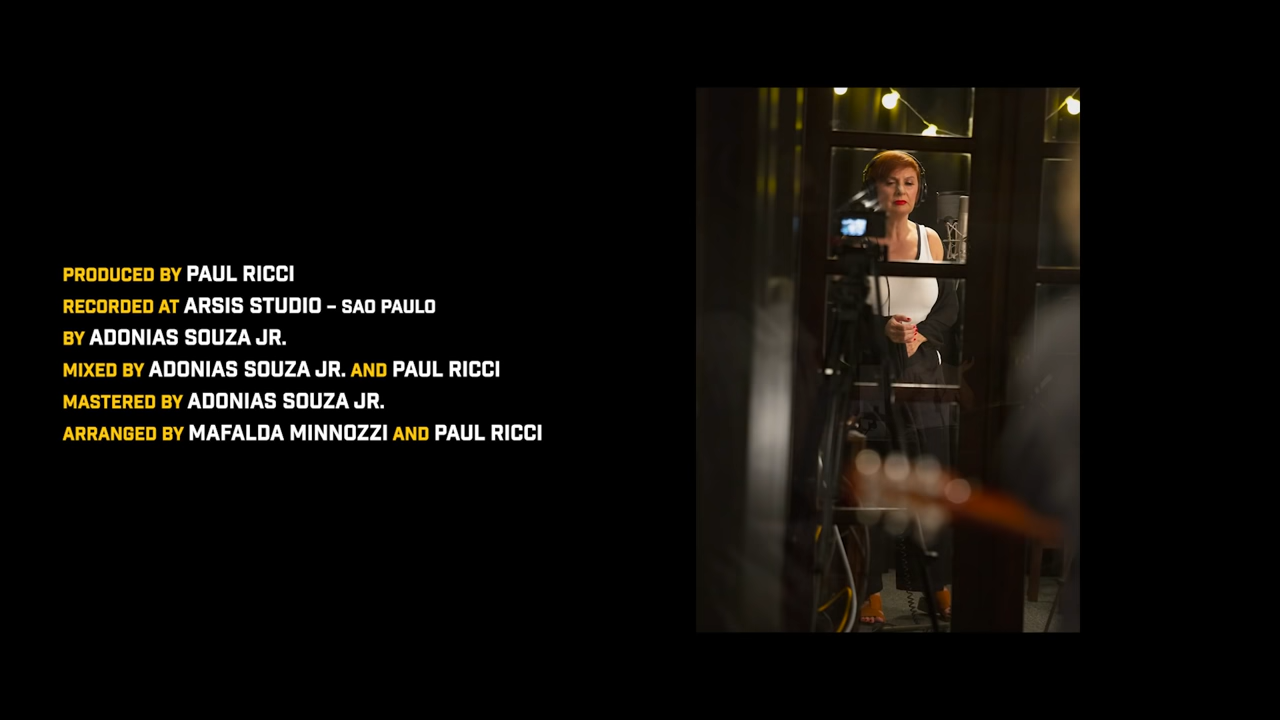 PRODUCED BY PAUL RICCI
RECORDED AT ARSIS STUDIO – SAO PAULO
BY ADONIAS SOUZA JR.
MIXED BY ADONIAS SOUZA JR. AND PAUL RICCI
MASTERED BY ADONIAS SOUZA JR.
ARRANGED BY MAFALDA MINNOZZI AND PAUL RICCI